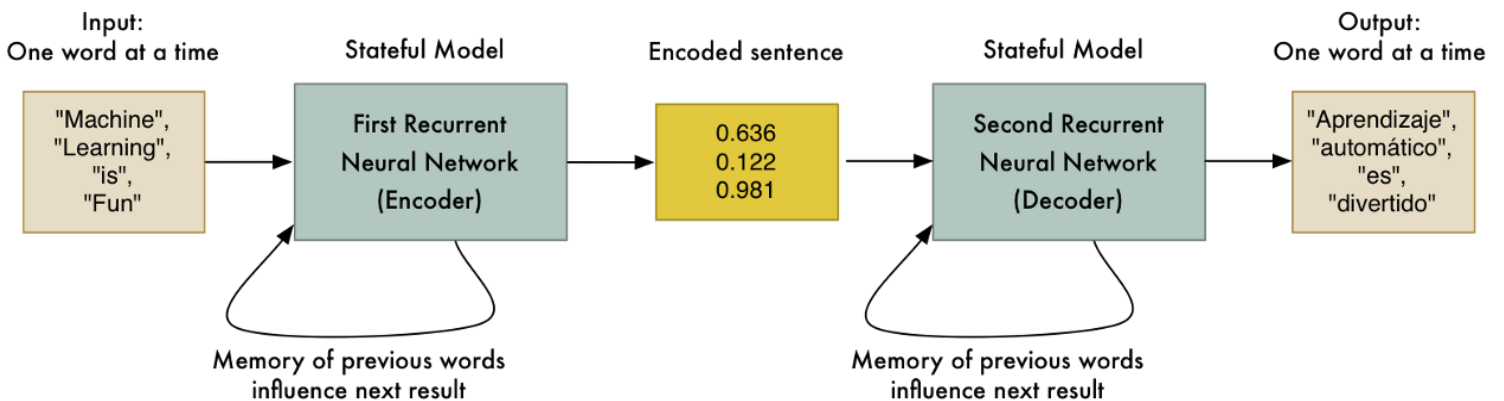 Input:
One word at a time
"Machine",
"Learning",
"is",
"Fun"
Stateful Model
First Recurrent
Neural Network
(Encoder)
Memory of previous words
influence next result
Encoded sentence
0.636
0.122
0.981
Stateful Model
Second Recurrent
Neural Network
(Decoder)
Memory of previous words
influence next result
Output:
One word at a time
"Aprendizaje",
"automático",
"es",
"divertido"